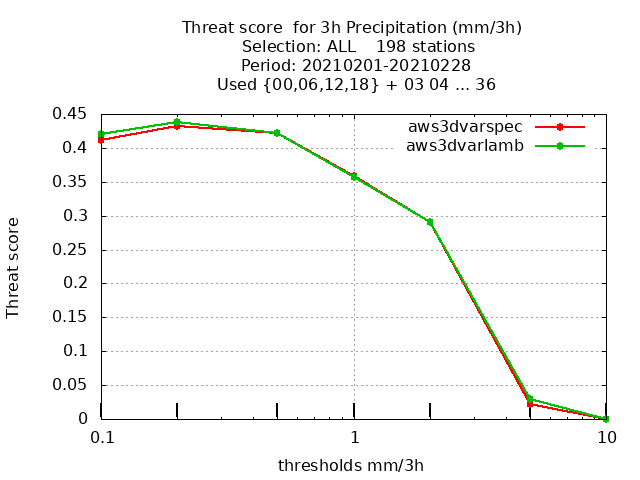 Threat score  for 3h Precipitation (mm/3h)
Selection: ALL    198 stations
Period: 20210201-20210228
Used {00,06,12,18} + 03 04 ... 36
aws3dvarspec
aws3dvarlamb
0.45
0.4
0.35
0.3
0.25
0.2
0.15
0.1
0.05
0
Threat score
0.1
1
10
thresholds mm/3h